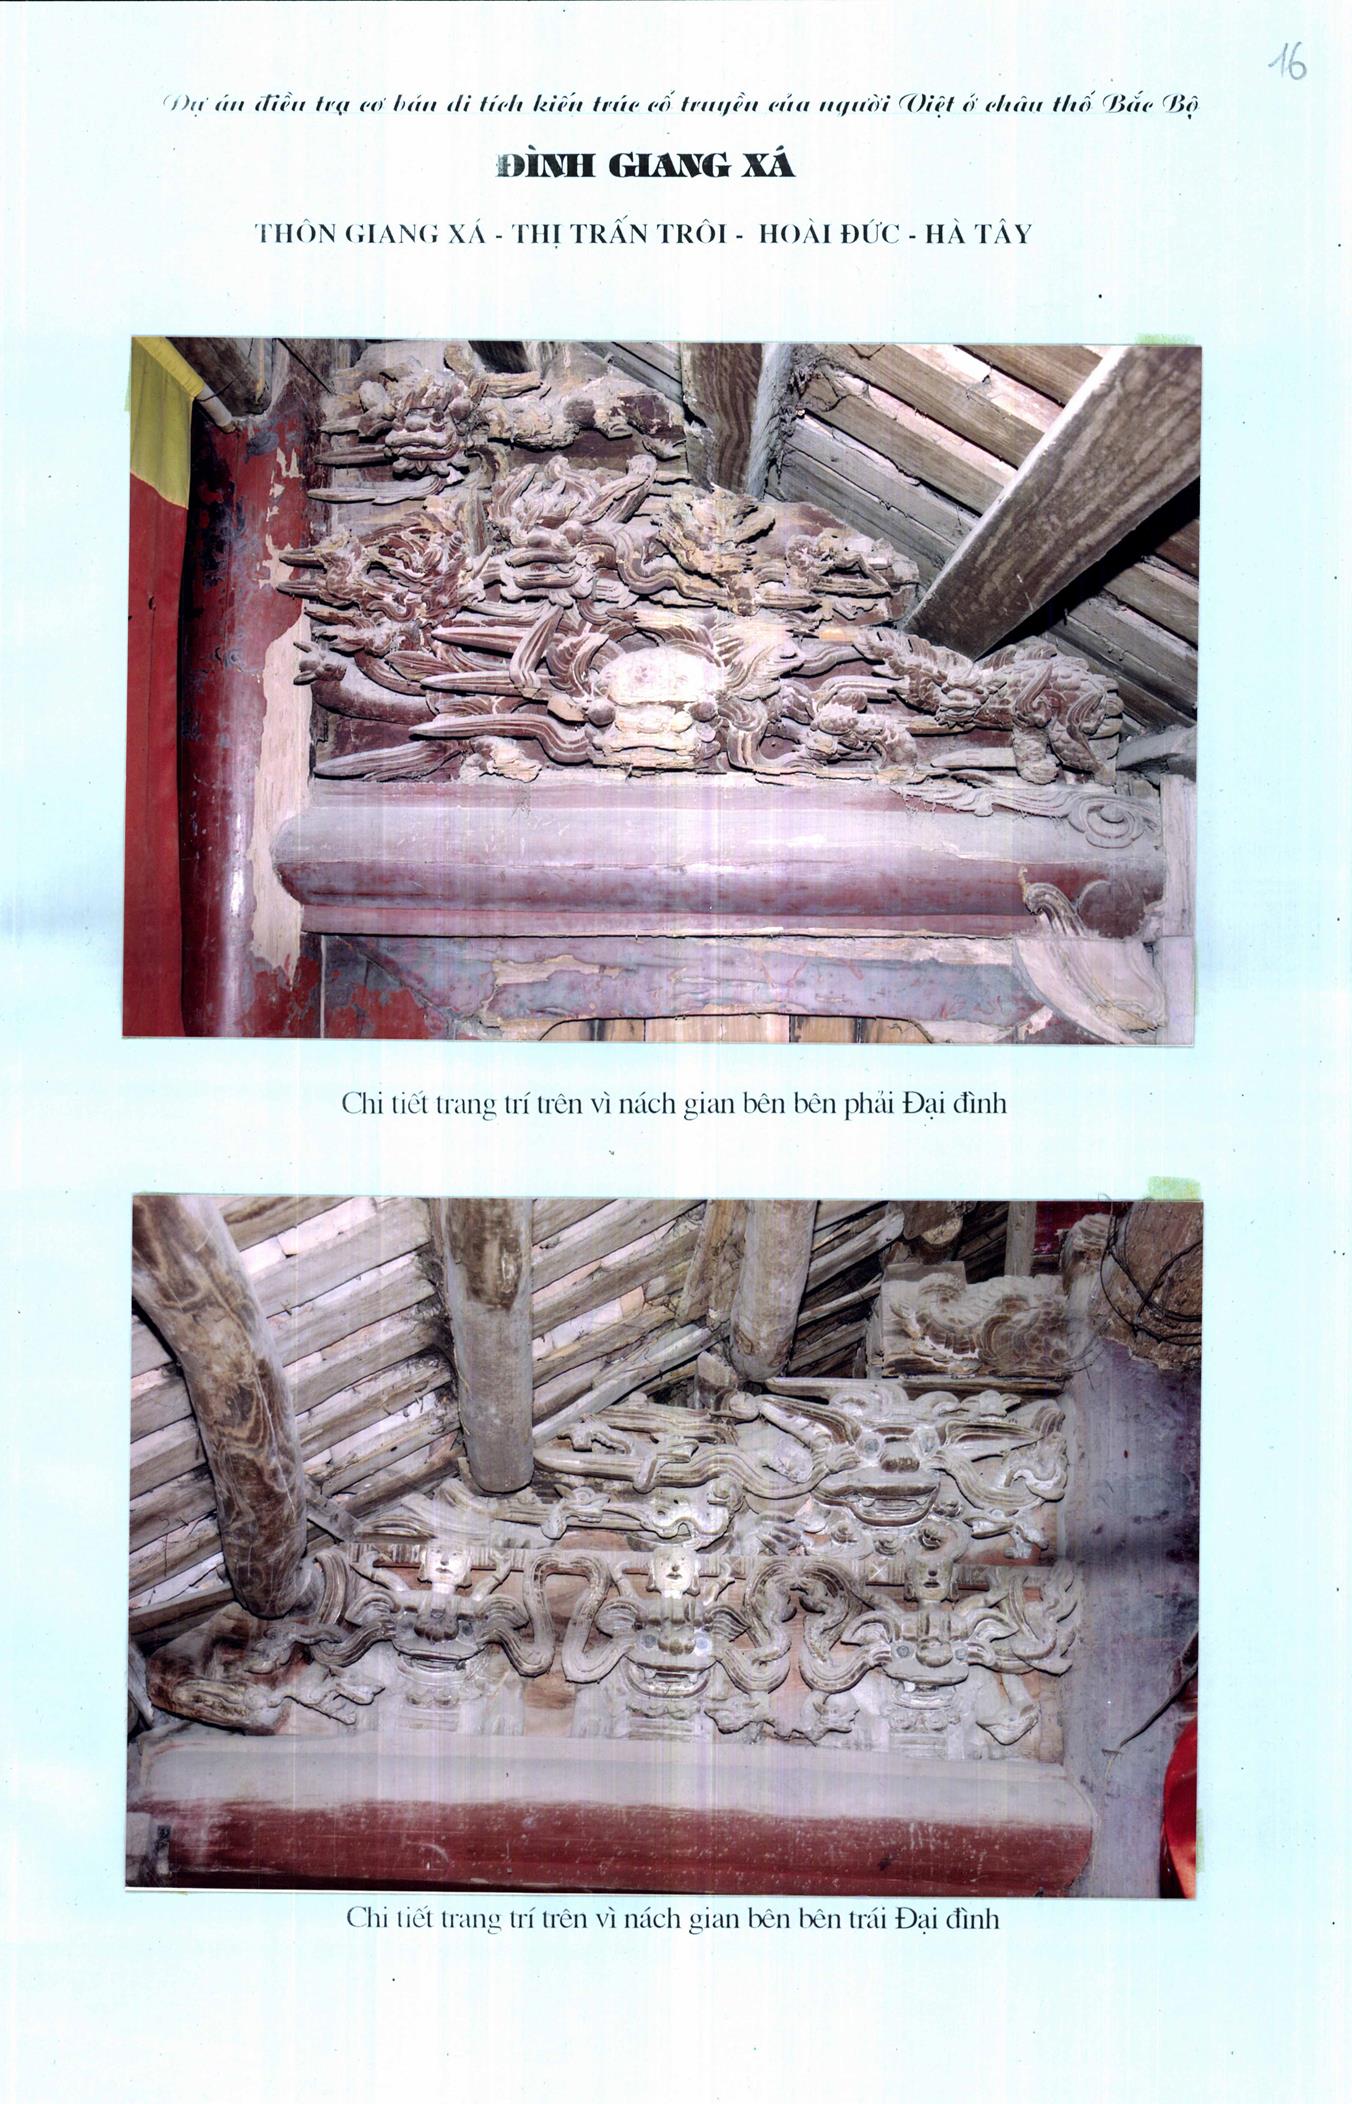 16
Dự án điều tra cơ bản di tích kiến trúc cổ truyền của người Việt ở châu thổ Bắc Bộ
ĐÌNH GIANG XÁ
THÔN GIANG XÁ - THỊ TRẤN TRÔI - HOÀI ĐỨC - HÀ TÂY
Chi tiết trang trí trên vì nách gian bên bên phải Đại đình
Chi tiết trang trí trên vì nách gian bên bên trái Đại đình